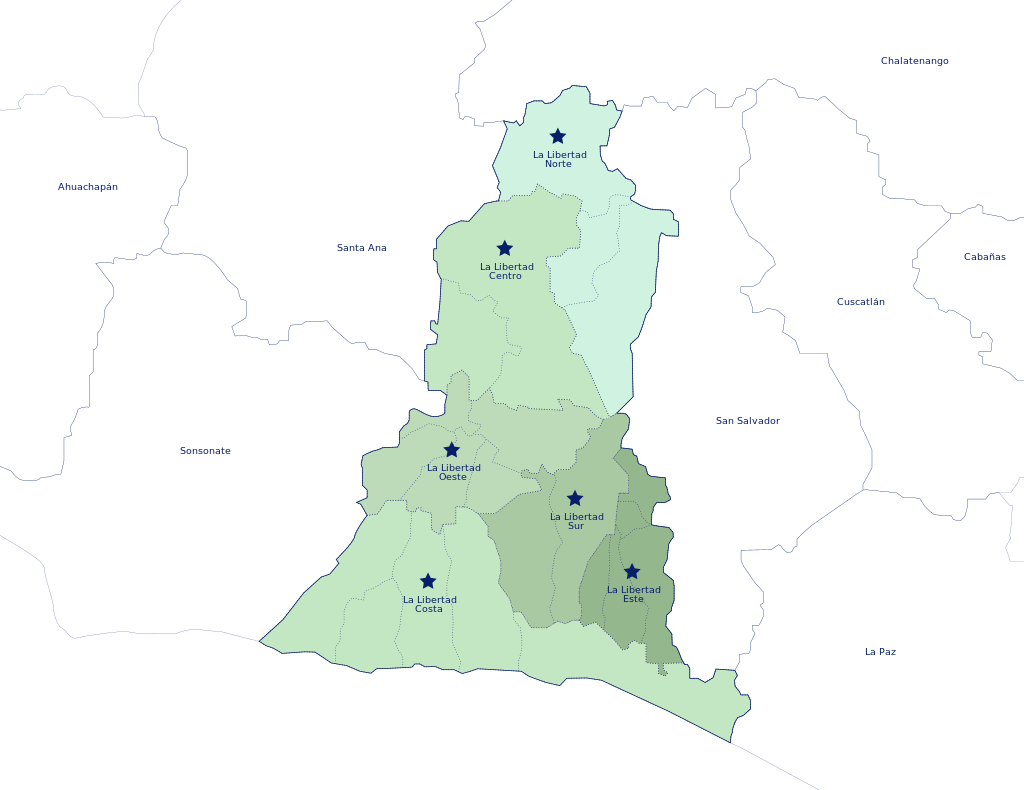 Chalatenango
La Libertad
Norte
Ahuachapán
Santa Ana
La Libertad
Centro
Cabañas
Cuscatlán
San Salvador
Sonsonate
La Libertad
Oeste
La Libertad
Sur
La Libertad
Este
La Libertad
Costa
La Paz